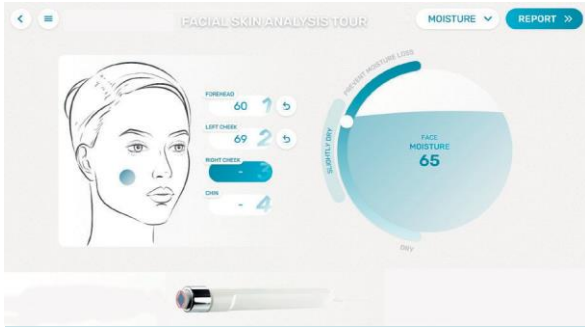 FACIAL SKIN ANALYSIS TOUR
MOISTURE
REPORT
FOREHEAD
60 1
LEFT CHEEK
69 2
RIGHT CHEEK
- 3
CHIN
- 4
PREVENT MOISTURE LOSS
SLIGHTLY DRY
DRY
FACE
MOISTURE
65